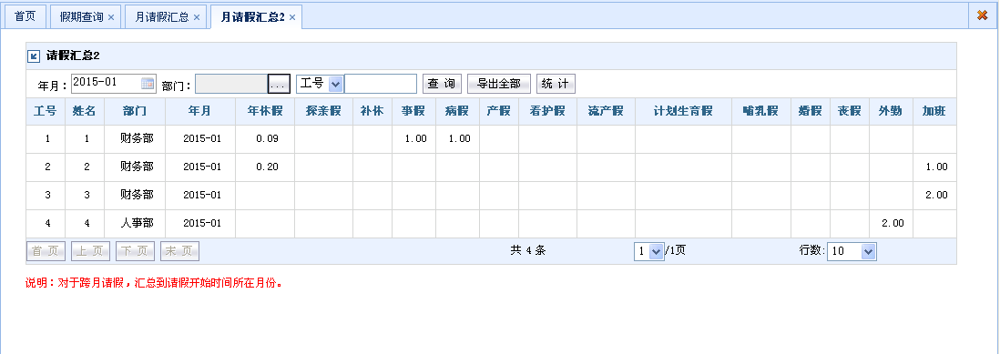 首页 假期查询 × 月请假汇总 × 月请假汇总2 ×
请假汇总2
年月：2015-01 部门： ... 工号 查 询 导出全部 统 计
工号 姓名 部门 年月 年休假 探亲假 补休 事假 病假 产假 看护假 流产假 计划生育假 哺乳假 婚假 丧假 外勤 加班
1 1 财务部 2015-01 0.09 1.00 1.00
2 2 财务部 2015-01 0.20 1.00
3 3 财务部 2015-01 2.00
4 4 人事部 2015-01 2.00
首 页 上 页 下 页 末 页 共 4 条 1 /1页 行数: 10
说明：对于跨月请假，汇总到请假开始时间所在月份。